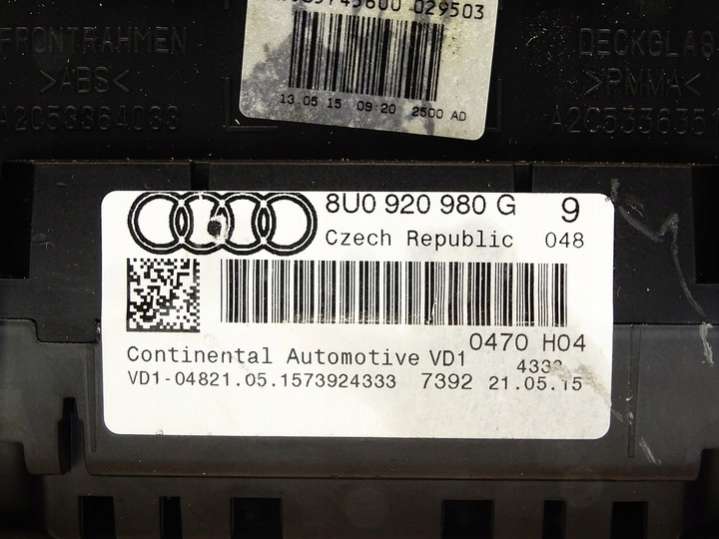 029503
13.05 15 09:20 2500 AD
FRONTRAHMEN
>ABS<
DECKGLAS
>PMMA<
8U0 920 980 G 9
Czech Republic 048
0470 H04
Continental Automotive VD1 4333
VD1-04821.05.1573924333 7392 21.05.15